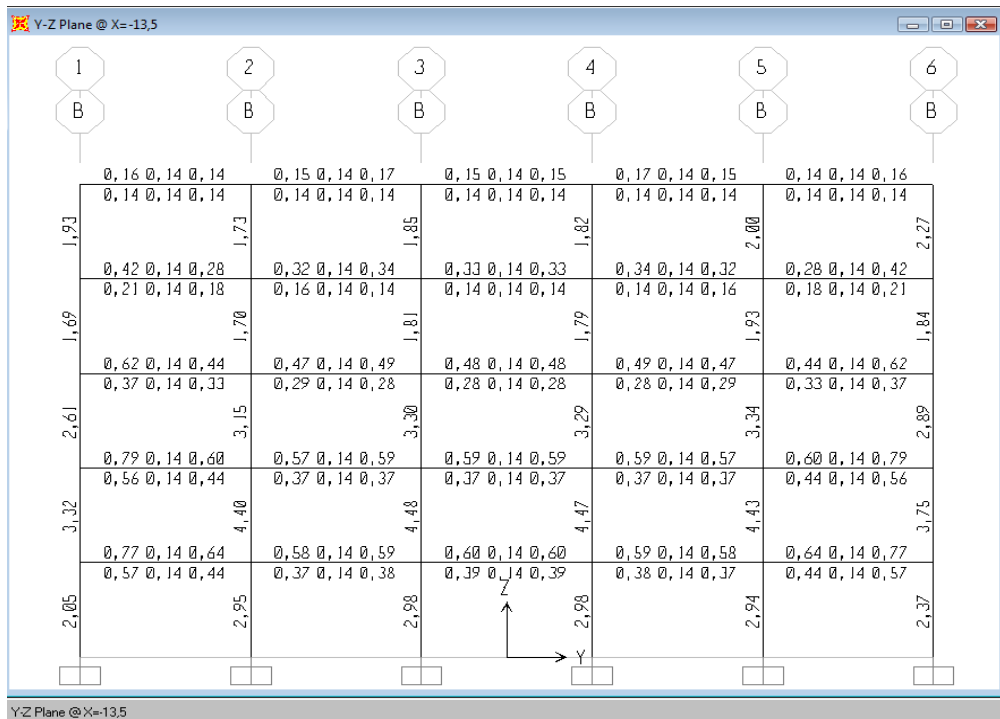 Y-Z Plane @ X=-13,5
1 2 3 4 5 6
B B B B B B
0,16 0,14 0,14 0,15 0,14 0,17 0,15 0,14 0,15 0,17 0,14 0,15 0,14 0,14 0,16
0,14 0,14 0,14 0,14 0,14 0,14 0,14 0,14 0,14 0,14 0,14 0,14 0,14 0,14 0,14
1,93 1,73 1,85 1,82 2,00 2,27
0,42 0,14 0,28 0,32 0,14 0,34 0,33 0,14 0,33 0,34 0,14 0,32 0,28 0,14 0,42
0,21 0,14 0,18 0,16 0,14 0,14 0,14 0,14 0,14 0,14 0,14 0,16 0,18 0,14 0,21
1,69 1,70 1,81 1,79 1,93 1,84
0,62 0,14 0,44 0,47 0,14 0,49 0,48 0,14 0,48 0,49 0,14 0,47 0,44 0,14 0,62
0,37 0,14 0,33 0,29 0,14 0,28 0,28 0,14 0,28 0,28 0,14 0,29 0,33 0,14 0,37
2,61 3,15 3,30 3,29 3,34 2,89
0,79 0,14 0,60 0,57 0,14 0,59 0,59 0,14 0,59 0,59 0,14 0,57 0,60 0,14 0,79
0,56 0,14 0,44 0,37 0,14 0,37 0,37 0,14 0,37 0,37 0,14 0,37 0,44 0,14 0,56
3,32 4,40 4,48 4,47 4,43 3,75
0,77 0,14 0,64 0,58 0,14 0,59 0,60 0,14 0,60 0,59 0,14 0,58 0,64 0,14 0,77
0,57 0,14 0,44 0,37 0,14 0,38 0,39 0,14 0,39 0,38 0,14 0,37 0,44 0,14 0,57
Z
2,05 2,95 2,98 2,98 2,94 2,37
Y
Y-Z Plane @ X=-13,5